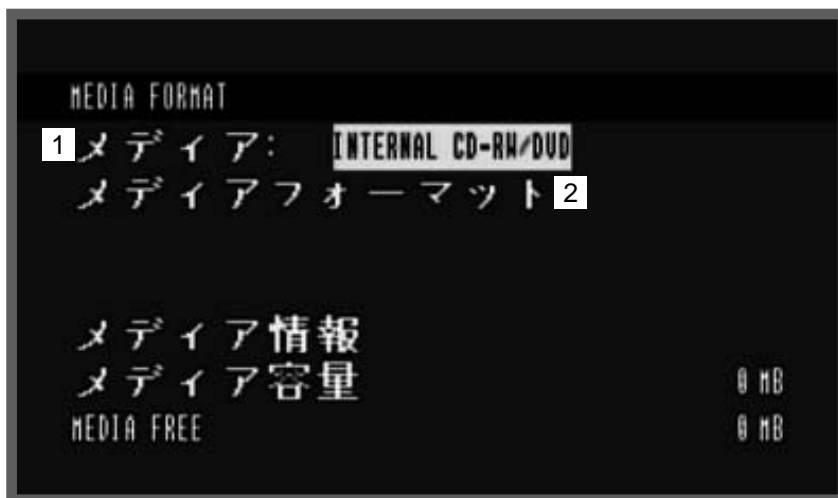 MEDIA FORMAT
1 メディア: INTERNAL CD-RW/DVD
メディアフォーマット 2
メディア情報
メディア容量 0 MB
MEDIA FREE 0 MB